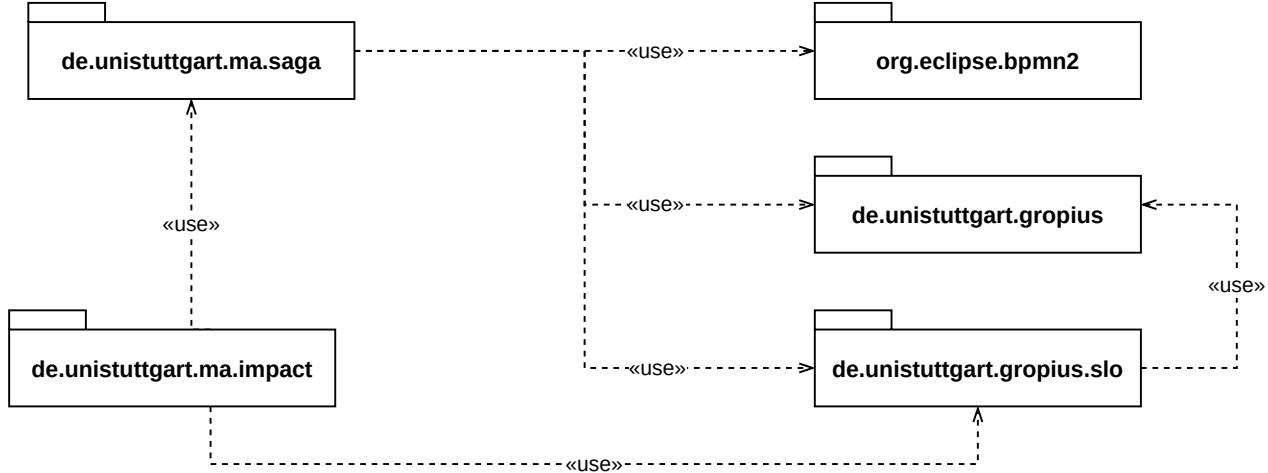 de.unistuttgart.ma.saga
«use»
org.eclipse.bpmn2
«use»
de.unistuttgart.gropius
«use»
«use»
de.unistuttgart.ma.impact
«use»
de.unistuttgart.gropius.slo
«use»